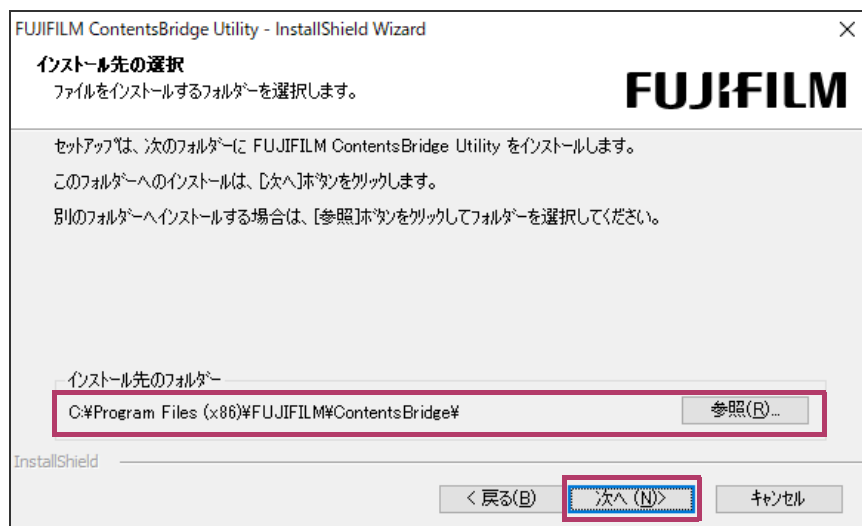 FUJIFILM ContentsBridge Utility - InstallShield Wizard
インストール先の選択
ファイルをインストールするフォルダーを選択します。
FUJIFILM
セットアップは、次のフォルダーに FUJIFILM ContentsBridge Utility をインストールします。
このフォルダーへのインストールは、[次へ]ボタンをクリックします。
別のフォルダーへインストールする場合は、[参照]ボタンをクリックしてフォルダーを選択してください。
インストール先のフォルダー
C:¥Program Files (x86)¥FUJIFILM¥ContentsBridge¥
参照(R)...
InstallShield
< 戻る(B)
次へ (N)>
キャンセル